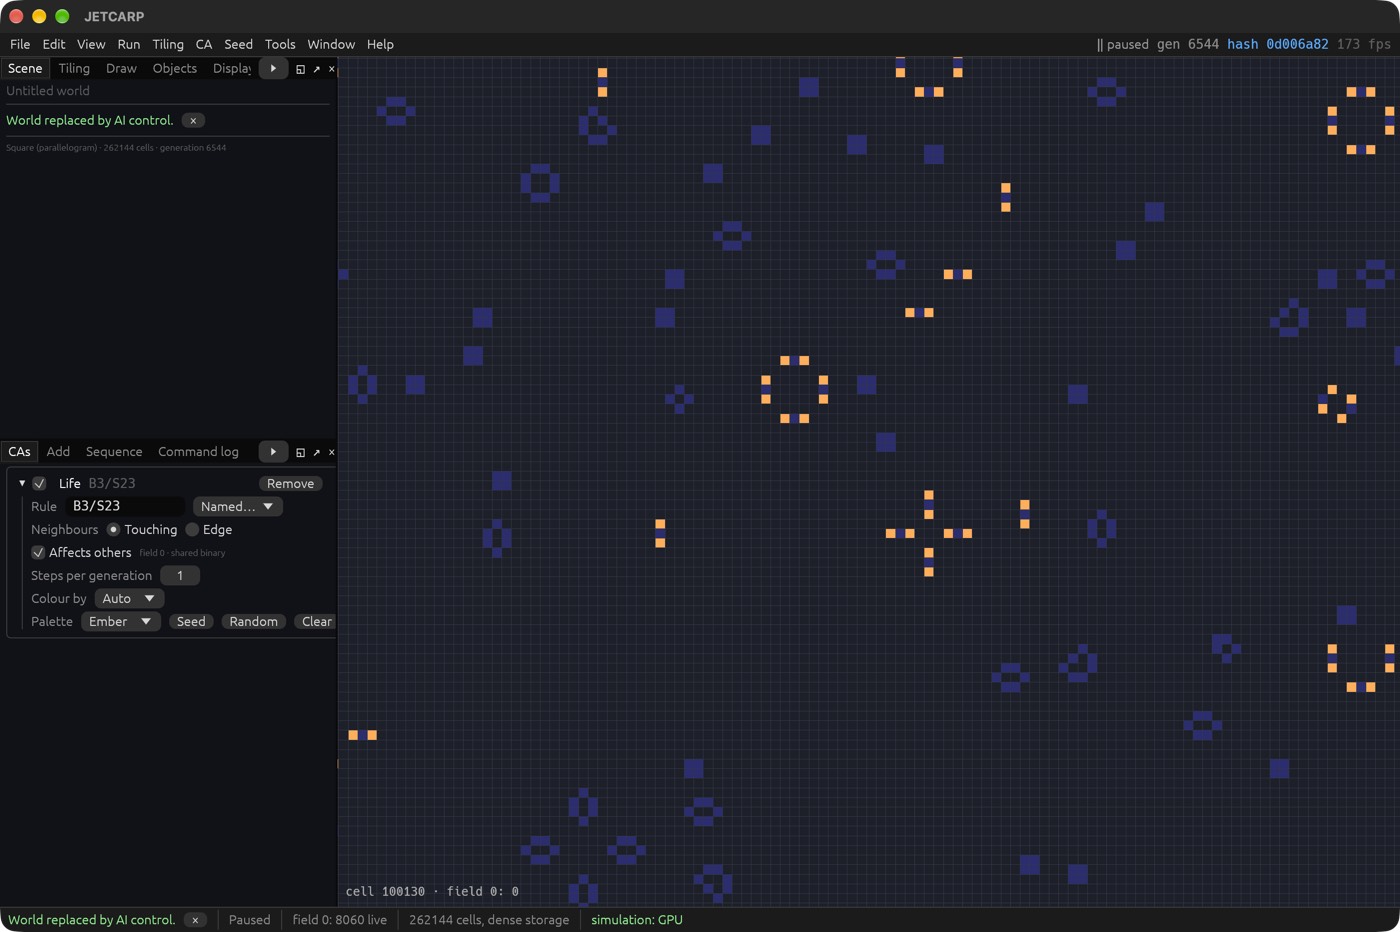 JETCARP
File Edit View Run Tiling CA Seed Tools Window Help
|| paused gen 6544 hash 0d006a82 173 fps
Scene Tiling Draw Objects Display
Untitled world
World replaced by AI control. ×
Square (parallelogram) · 262144 cells · generation 6544
CAs Add Sequence Command log
Life B3/S23 Remove
Rule B3/S23 Named...
Neighbours Touching Edge
Affects others field 0 · shared binary
Steps per generation 1
Colour by Auto
Palette Ember Seed Random Clear
cell 100130 · field 0: 0
World replaced by AI control. × Paused field 0: 8060 live 262144 cells, dense storage simulation: GPU